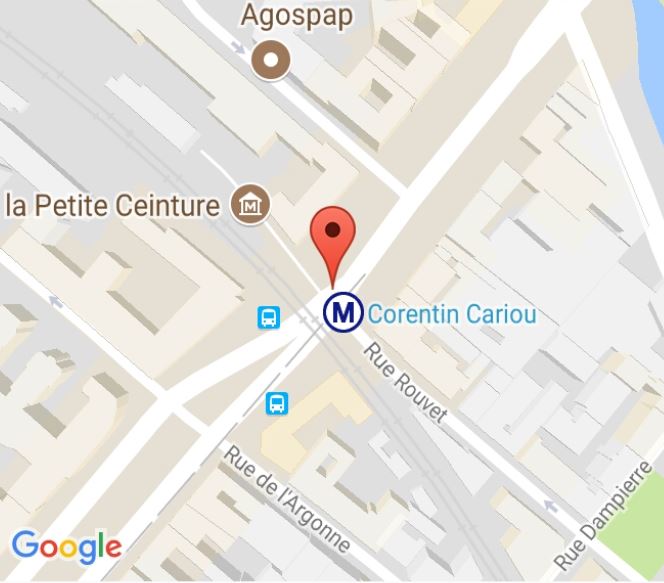 Agospap
la Petite Ceinture
M
Corentin Cariou
Rue Rouvet
Rue de l'Argonne
Rue Dampierre
Google